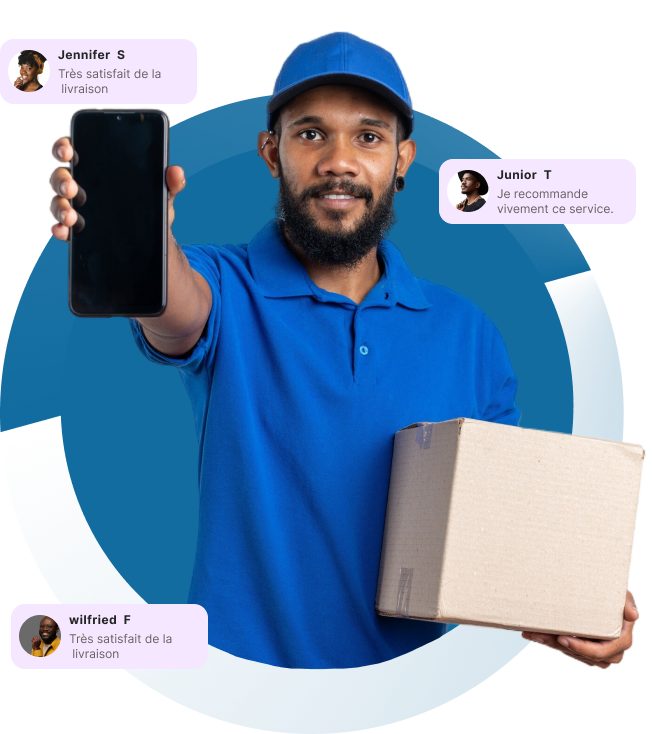 Jennifer S
Très satisfait de la
livraison
Junior T
Je recommande
vivement ce service.
wilfried F
Très satisfait de la
livraison